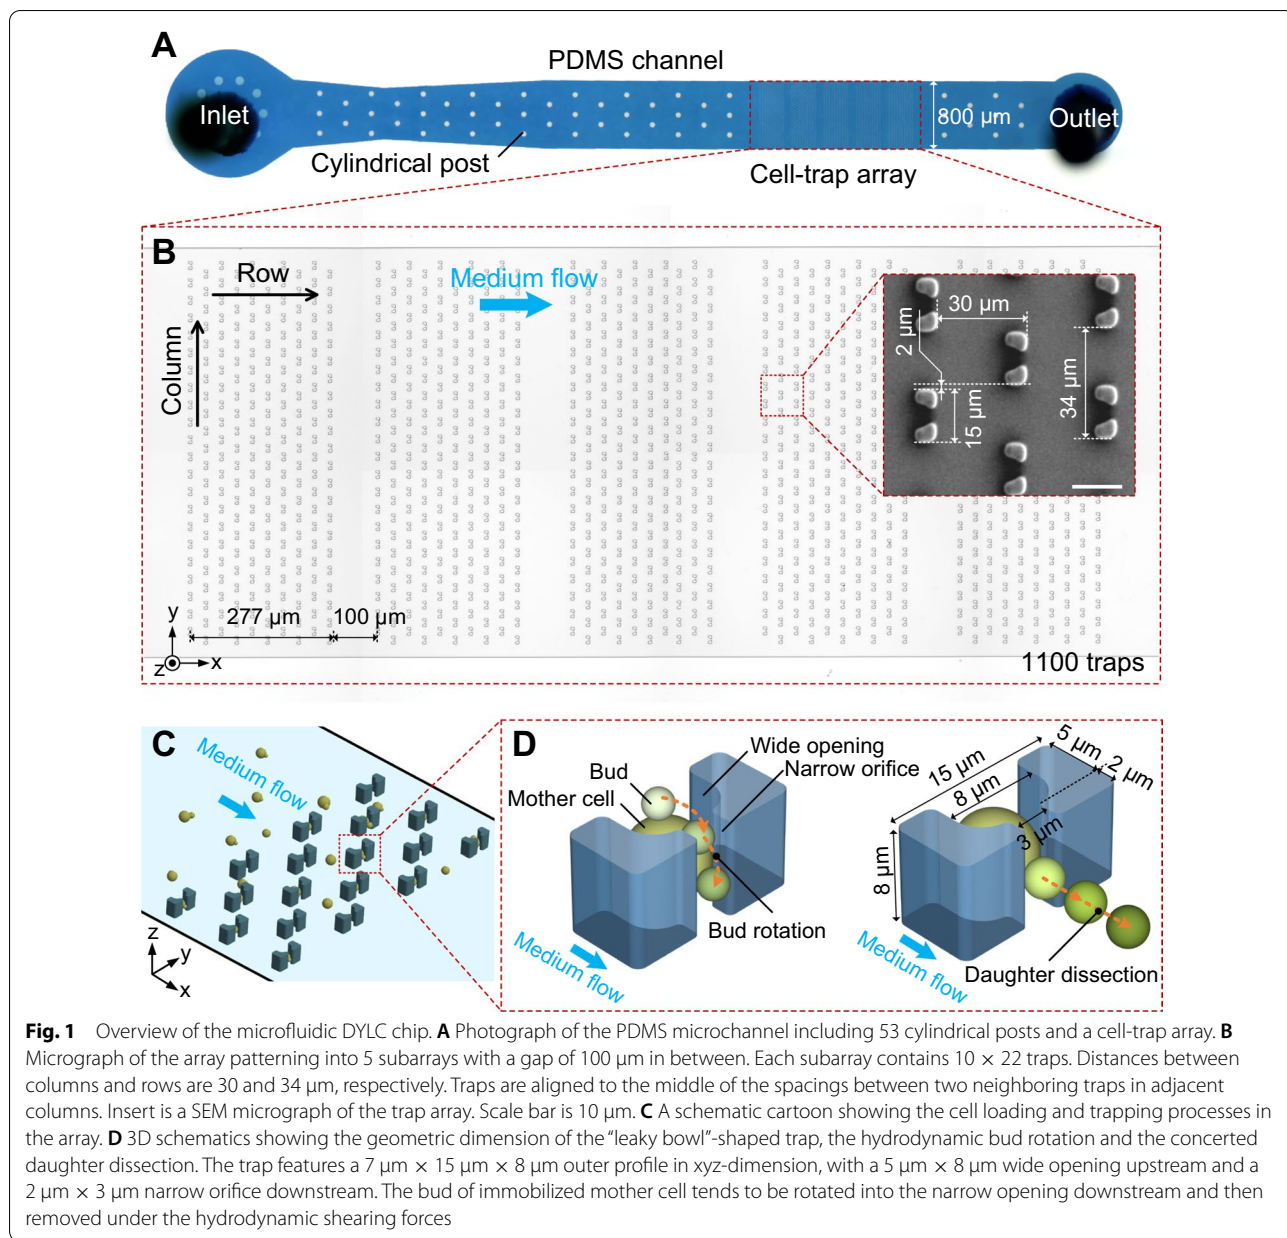 A
PDMS channel
Inlet
800 µm
Outlet
Cylindrical post
Cell-trap array
B
Row
Medium flow
Column
30 µm
2 µm
15 µm
34 µm
277 µm
100 µm
y
z
x
1100 traps
C
Medium flow
z
y
x
D
Wide opening
Bud
Narrow orifice
Mother cell
Bud rotation
Medium flow
15 µm
5 µm
2 µm
8 µm
3 µm
8 µm
Medium flow
Daughter dissection
Fig. 1 Overview of the microfluidic DYLC chip. A Photograph of the PDMS microchannel including 53 cylindrical posts and a cell-trap array. B
Micrograph of the array patterning into 5 subarrays with a gap of 100 µm in between. Each subarray contains 10 × 22 traps. Distances between
columns and rows are 30 and 34 µm, respectively. Traps are aligned to the middle of the spacings between two neighboring traps in adjacent
columns. Insert is a SEM micrograph of the trap array. Scale bar is 10 µm. C A schematic cartoon showing the cell loading and trapping processes in
the array. D 3D schematics showing the geometric dimension of the “leaky bowl”-shaped trap, the hydrodynamic bud rotation and the concerted
daughter dissection. The trap features a 7 µm × 15 µm × 8 µm outer profile in xyz-dimension, with a 5 µm × 8 µm wide opening upstream and a
2 µm × 3 µm narrow orifice downstream. The bud of immobilized mother cell tends to be rotated into the narrow opening downstream and then
removed under the hydrodynamic shearing forces